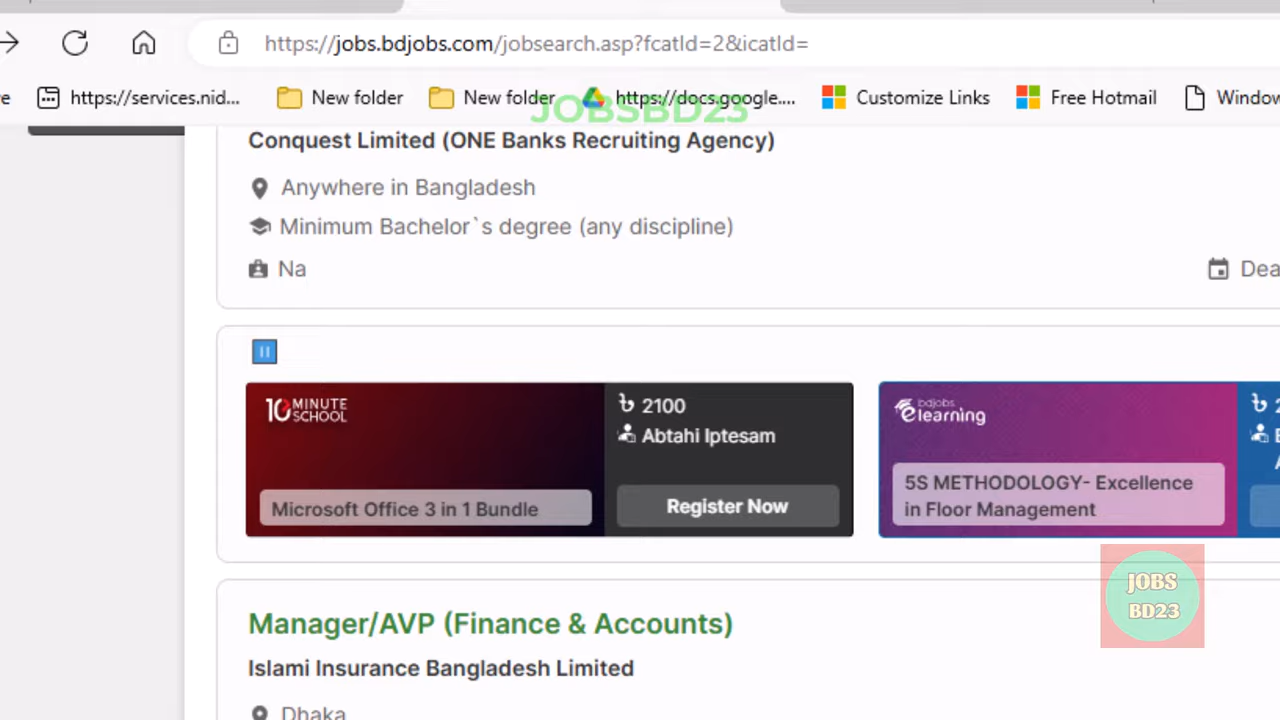 https://jobs.bdjobs.com/jobsearch.asp?fcatId=2&icatId=
https://services.nid... New folder New folder https://docs.google.... Customize Links Free Hotmail Window
JOBSBD23
Conquest Limited (ONE Banks Recruiting Agency)
Anywhere in Bangladesh
Minimum Bachelor`s degree (any discipline)
Na
Dea
10 MINUTE SCHOOL
৳ 2100
Abtahi Iptesam
Microsoft Office 3 in 1 Bundle
Register Now
bdjobs
elearning
৳ 2
5S METHODOLOGY- Excellence
in Floor Management
JOBS
BD23
Manager/AVP (Finance & Accounts)
Islami Insurance Bangladesh Limited
Dhaka